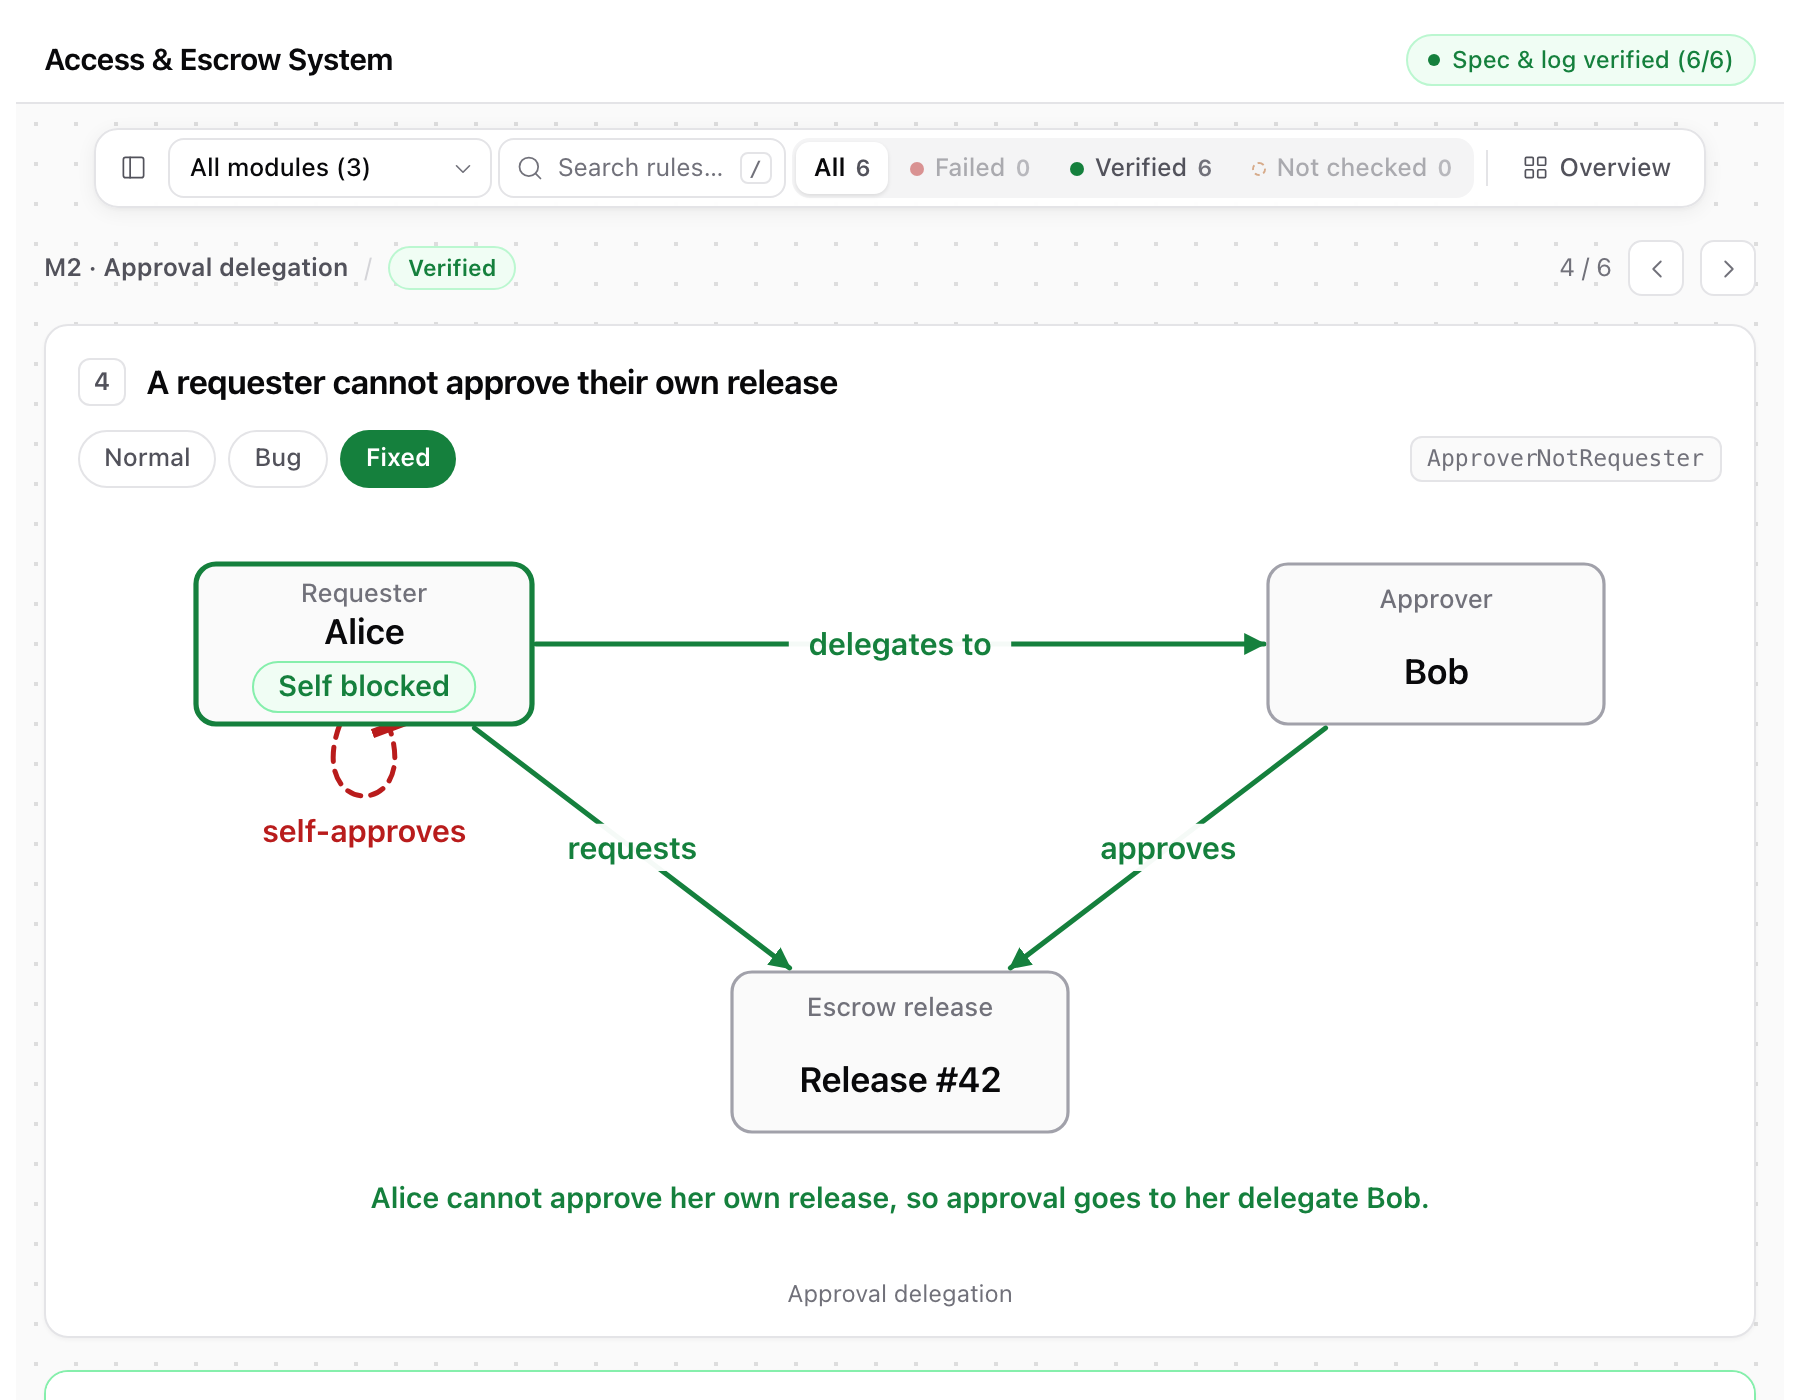 Access & Escrow System
Spec & log verified (6/6)
All modules (3)
Search rules...
/
All 6
Failed 0
Verified 6
Not checked 0
Overview
M2 · Approval delegation /
Verified
4 / 6
4
A requester cannot approve their own release
Normal
Bug
Fixed
ApproverNotRequester
Requester
Alice
Self blocked
delegates to
Approver
Bob
self-approves
requests
approves
Escrow release
Release #42
Alice cannot approve her own release, so approval goes to her delegate Bob.
Approval delegation